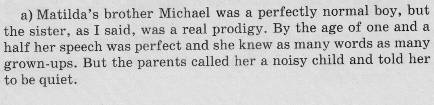 a) Matilda's brother Michael was a perfectly normal boy, but
the sister, as I said, was a real prodigy. By the age of one and a
half her speech was perfect and she knew as many words as many
grown-ups. But the parents called her a noisy child and told her
to be quiet.